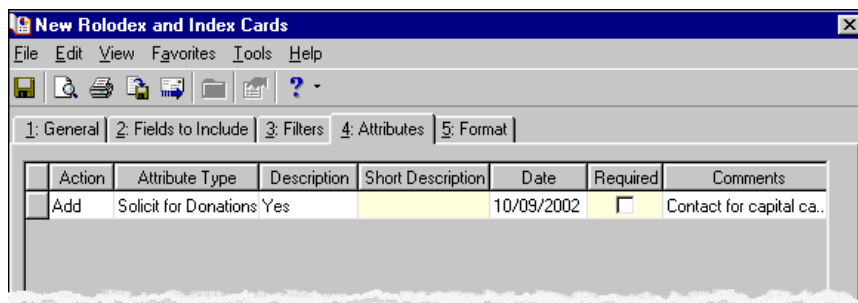 New Rolodex and Index Cards
File Edit View Favorites Tools Help
?
1: General 2: Fields to Include 3: Filters 4: Attributes 5: Format
Action Attribute Type Description Short Description Date Required Comments
Add Solicit for Donations Yes 10/09/2002 Contact for capital ca..